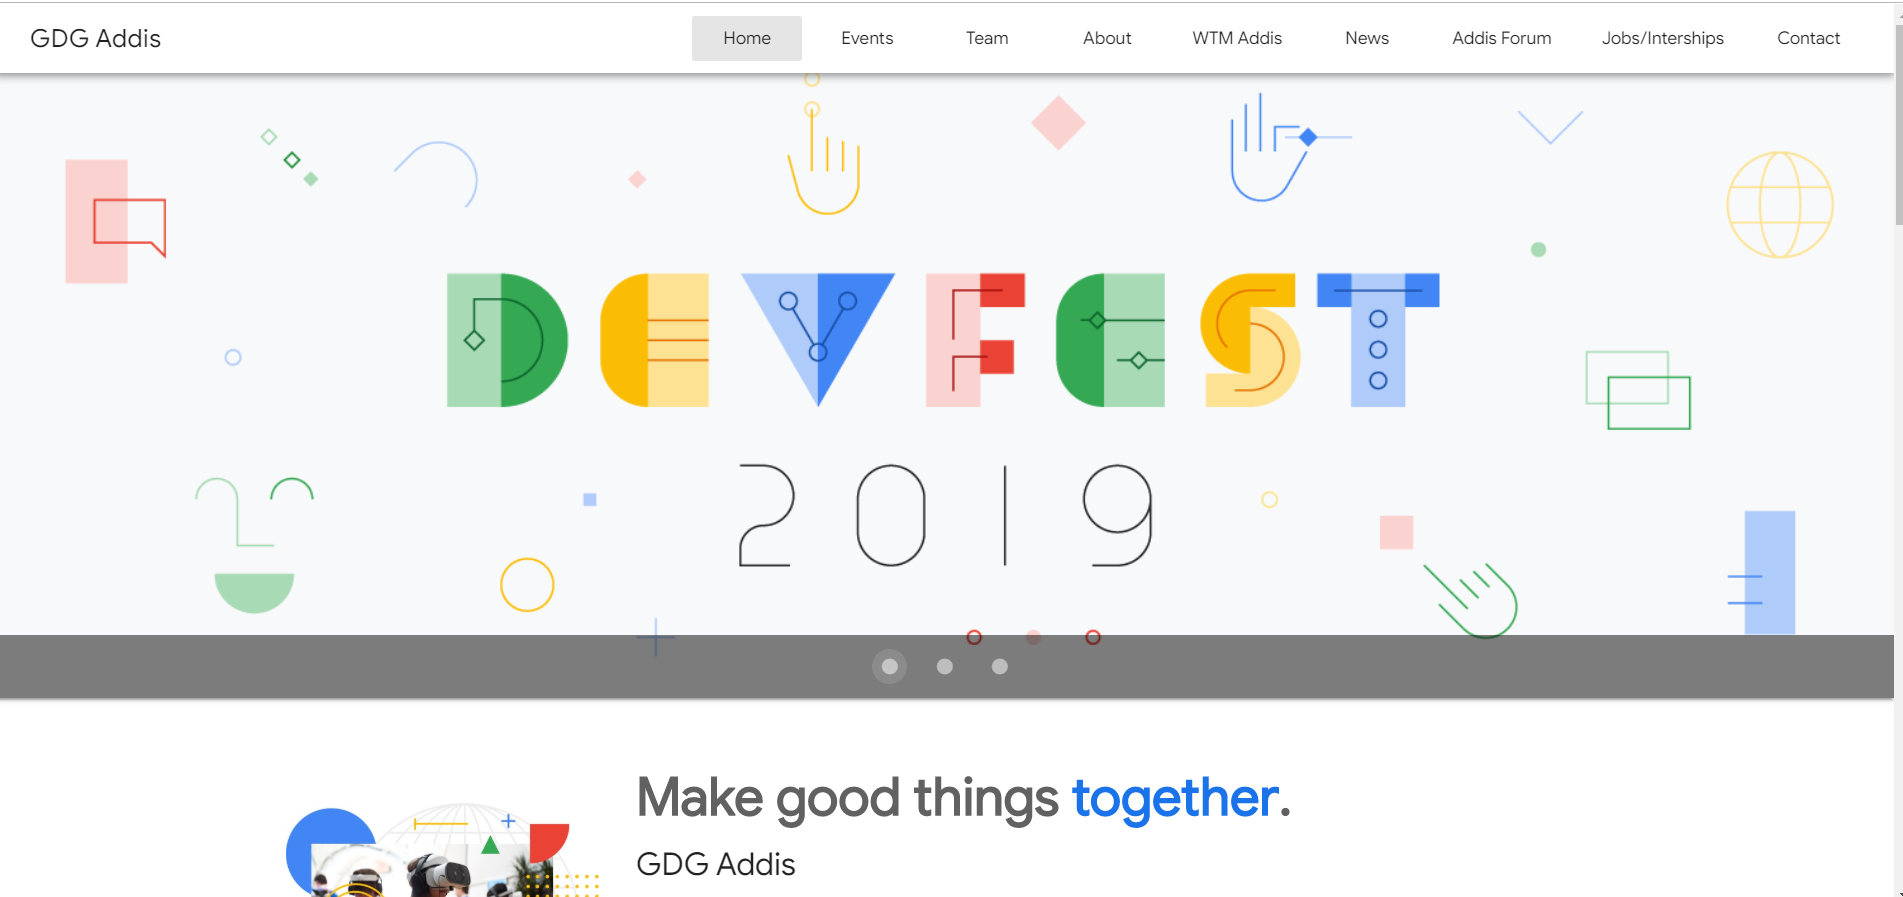 GDG Addis
Home Events Team About WTM Addis News Addis Forum Jobs/Interships Contact
DEVFEST
2019
Make good things together.
GDG Addis